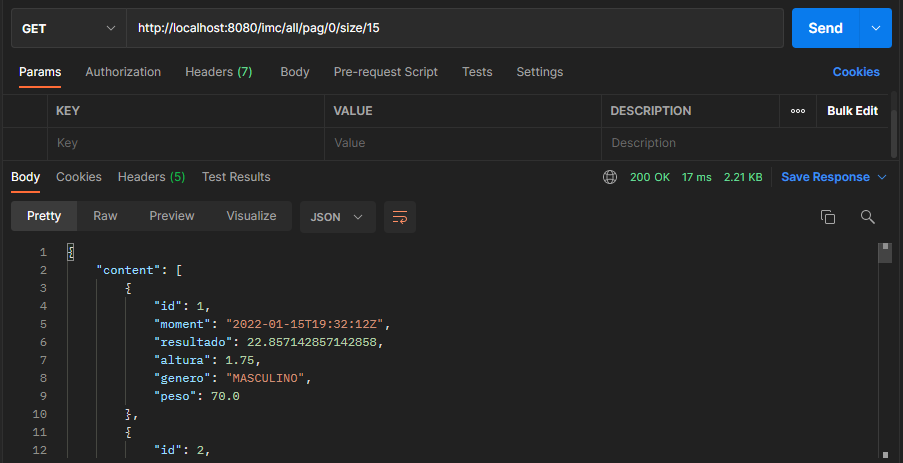 GET http://localhost:8080/imc/all/pag/0/size/15 Send
Params Authorization Headers (7) Body Pre-request Script Tests Settings Cookies
KEY VALUE DESCRIPTION ooo Bulk Edit
Key Value Description
Body Cookies Headers (5) Test Results 200 OK 17 ms 2.21 KB Save Response
Pretty Raw Preview Visualize JSON
1 {
2 "content": [
3 {
4 "id": 1,
5 "moment": "2022-01-15T19:32:12Z",
6 "resultado": 22.857142857142858,
7 "altura": 1.75,
8 "genero": "MASCULINO",
9 "peso": 70.0
10 },
11 {
12 "id": 2,